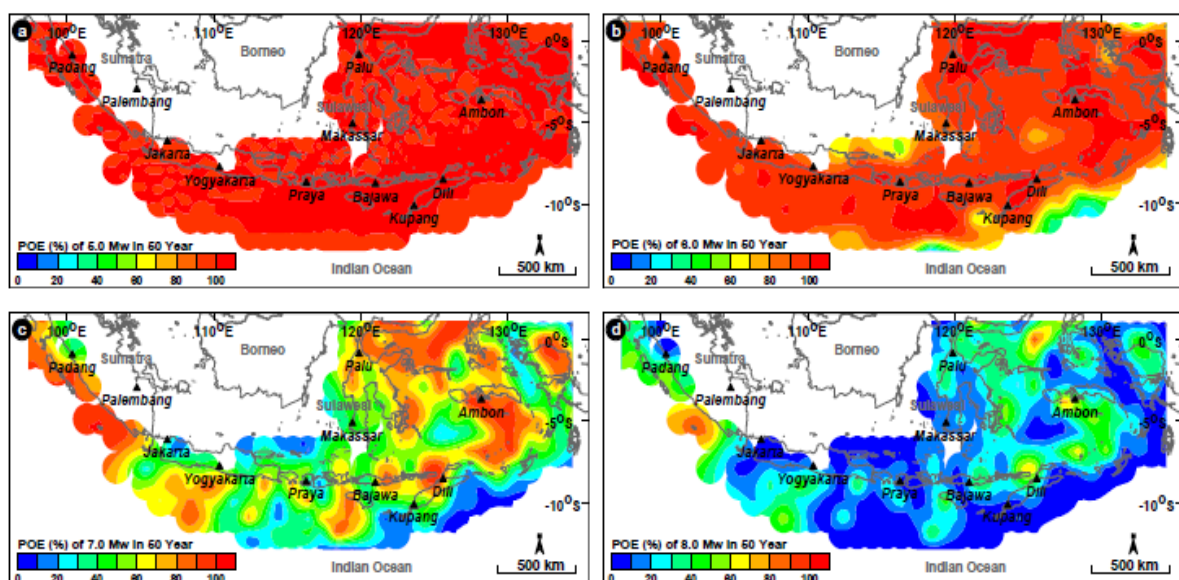 a
100°E
110°E
120°E
130°E
Borneo
0°S
Padang
Sumatra
Palu
Palembang
Sulawesi
Ambon
Makassar
-5°S
Jakarta
Yogyakarta
Praya
Bajawa
Dili
Kupang
-10°S
POE (%) of 5.0 Mw in 50 Year
0 20 40 60 80 100
Indian Ocean
500 km
b
100°E
110°E
120°E
130°E
Borneo
0°S
Padang
Sumatra
Palu
Palembang
Sulawesi
Ambon
Makassar
-5°S
Jakarta
Yogyakarta
Praya
Bajawa
Dili
Kupang
-10°S
POE (%) of 6.0 Mw in 50 Year
0 20 40 60 80 100
Indian Ocean
500 km
c
100°E
110°E
120°E
130°E
Borneo
0°S
Padang
Sumatra
Palu
Palembang
Sulawesi
Ambon
Makassar
-5°S
Jakarta
Yogyakarta
Praya
Bajawa
Dili
Kupang
-10°S
POE (%) of 7.0 Mw in 50 Year
0 20 40 60 80 100
Indian Ocean
500 km
d
100°E
110°E
120°E
130°E
Borneo
0°S
Padang
Sumatra
Palu
Palembang
Sulawesi
Ambon
Makassar
-5°S
Jakarta
Yogyakarta
Praya
Bajawa
Dili
Kupang
-10°S
POE (%) of 8.0 Mw in 50 Year
0 20 40 60 80 100
Indian Ocean
500 km